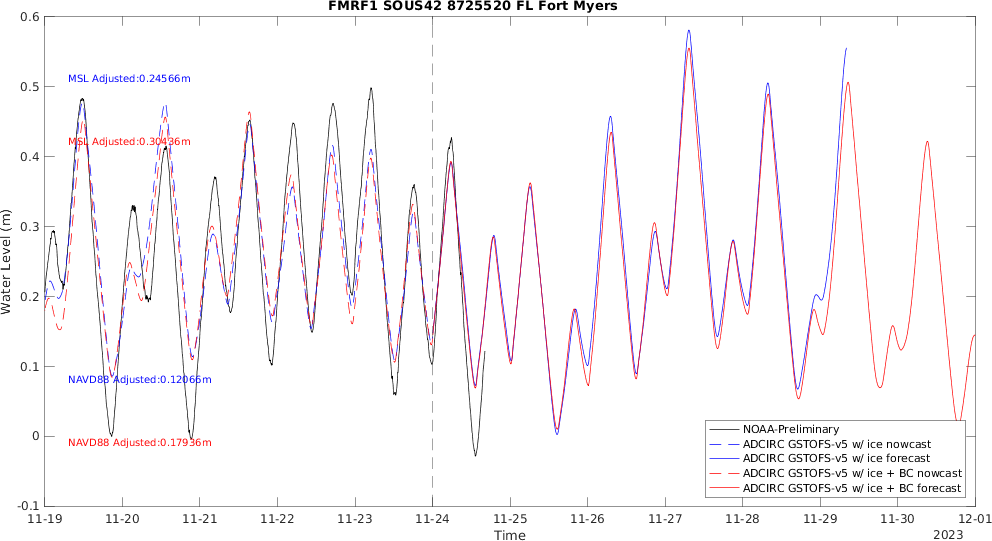 FMRF1 SOUS42 8725520 FL Fort Myers
0.6
0.5
0.4
0.3
0.2
0.1
0
-0.1
Water Level (m)
MSL Adjusted:0.24566m
MSL Adjusted:0.30436m
NAVD88 Adjusted:0.12066m
NAVD88 Adjusted:0.17936m
NOAA-Preliminary
ADCIRC GSTOFS-v5 w/ ice nowcast
ADCIRC GSTOFS-v5 w/ ice forecast
ADCIRC GSTOFS-v5 w/ ice + BC nowcast
ADCIRC GSTOFS-v5 w/ ice + BC forecast
11-19 11-20 11-21 11-22 11-23 11-24 11-25 11-26 11-27 11-28 11-29 11-30 12-01
Time
2023